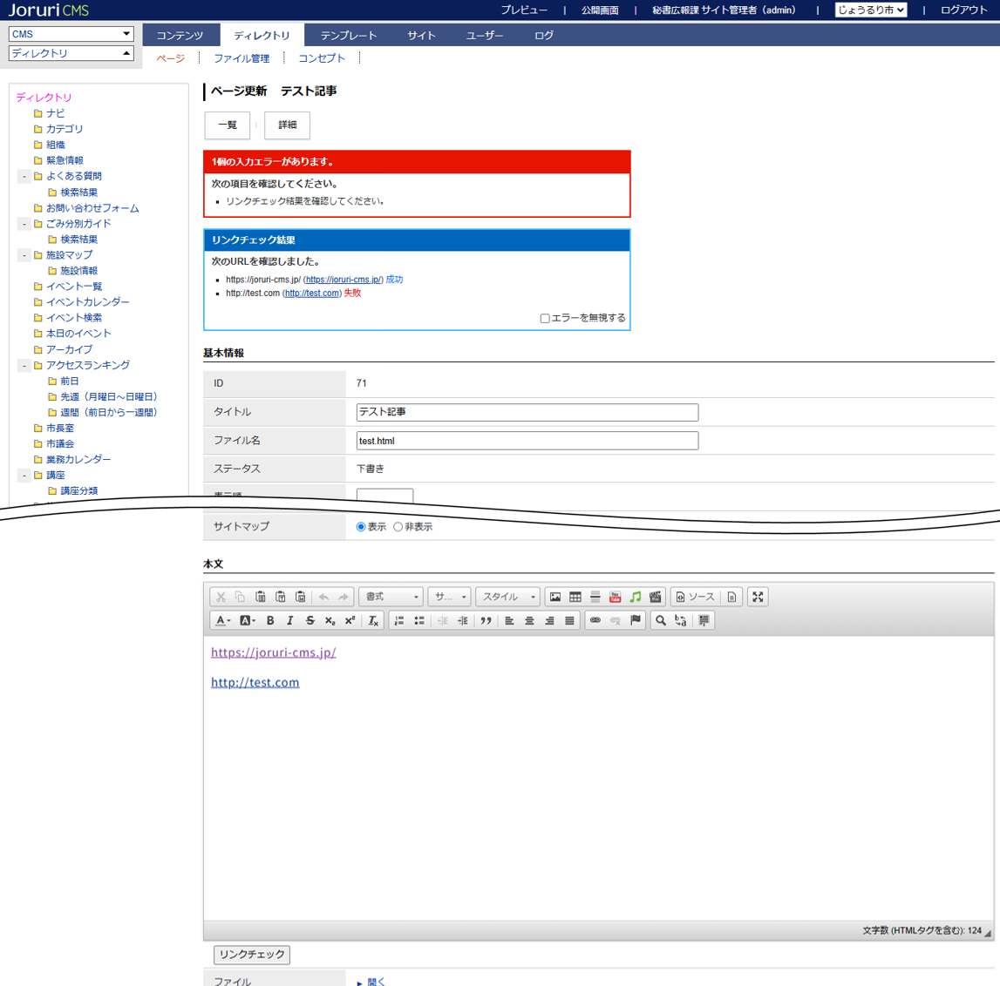 Joruri CMS
プレビュー | 公開画面 | 秘書広報課 サイト管理者（admin） | じょうるり市 | ログアウト
CMS
ディレクトリ
コンテンツ ディレクトリ テンプレート サイト ユーザー ログ
ページ ファイル管理 コンセプト
ディレクトリ
ナビ
カテゴリ
組織
緊急情報
- よくある質問
検索結果
お問い合わせフォーム
- ごみ分別ガイド
検索結果
- 施設マップ
施設情報
イベント一覧
イベントカレンダー
イベント検索
本日のイベント
アーカイブ
- アクセスランキング
前日
先週（月曜日～日曜日）
週間（前日から一週間）
市長室
市議会
業務カレンダー
- 講座
講座分類
ページ更新 テスト記事
一覧 詳細
1個の入力エラーがあります。
次の項目を確認してください。
リンクチェック結果を確認してください。
リンクチェック結果
次のURLを確認しました。
https://joruri-cms.jp/ (https://joruri-cms.jp/) 成功
http://test.com (http://test.com) 失敗
エラーを無視する
基本情報
ID 71
タイトル テスト記事
ファイル名 test.html
ステータス 下書き
表示順
サイトマップ 表示 非表示
本文
書式 サ... スタイル ソース
https://joruri-cms.jp/
http://test.com
文字数 (HTMLタグを含む): 124
リンクチェック
ファイル ► 開く